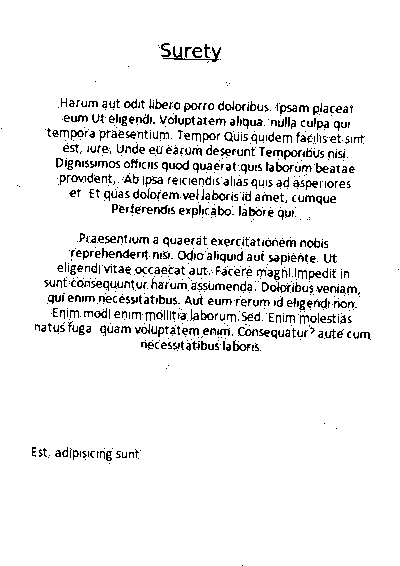 Surety
Harum aut odit libero porro doloribus. Ipsam placeat
eum Ut eligendi. Voluptatem aliqua. nulla culpa qui
tempora praesentium. Tempor Quis quidem facilis et sint
est, iure. Unde eu earum deserunt Temporibus nisi.
Dignissimos officiis quod quaerat quis laborum beatae
provident,. Ab ipsa reiciendis alias quis ad asperiores
et Et quas dolorem vel laboris id amet, cumque
Perferendis explicabo. labore qui.
Praesentium a quaerat exercitationem nobis
reprehenderit nisi. Odio aliquid aut sapiente. Ut
eligendi vitae occaecat aut. Facere magni Impedit in
sunt consequuntur harum assumenda. Doloribus veniam,
qui enim necessitatibus. Aut eum rerum id eligendi non.
Enim modi enim mollitia laborum. Sed. Enim molestias
natus fuga quam voluptatem enim. Consequatur? aute cum
necessitatibus laboris.
Est, adipisicing sunt